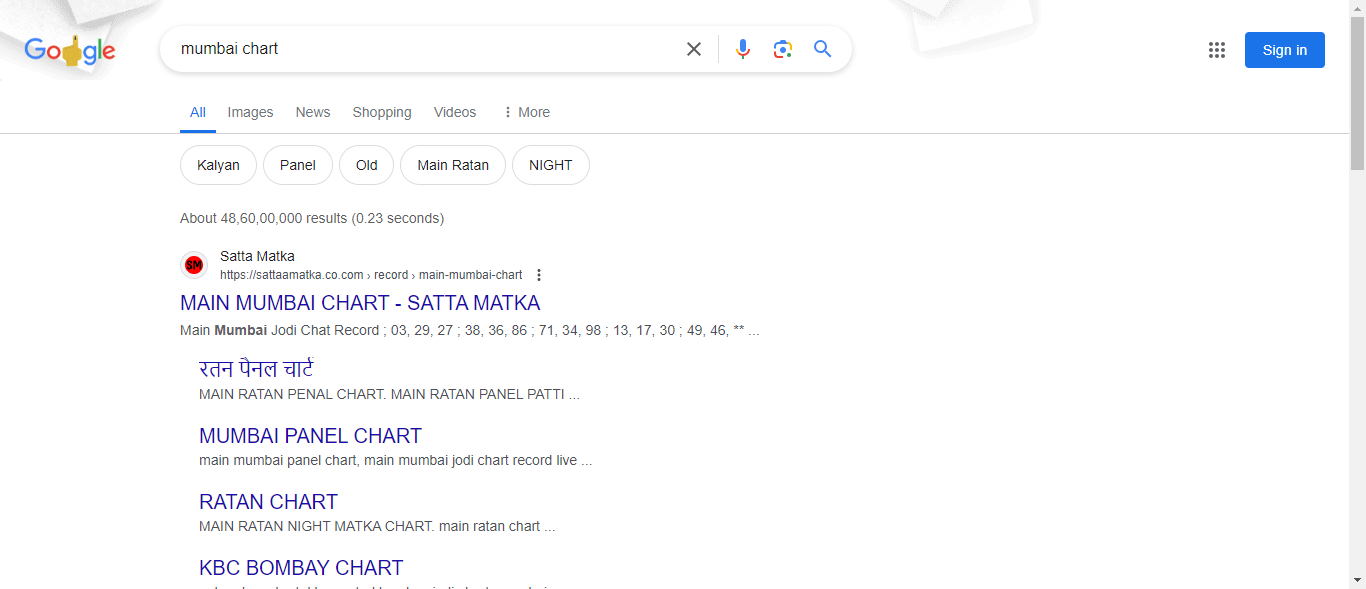 Google
mumbai chart
Sign in
All Images News Shopping Videos More
Kalyan Panel Old Main Ratan NIGHT
About 48,60,00,000 results (0.23 seconds)
SM
Satta Matka
https://sattaamatka.co.com › record › main-mumbai-chart
MAIN MUMBAI CHART - SATTA MATKA
Main Mumbai Jodi Chat Record ; 03, 29, 27 ; 38, 36, 86 ; 71, 34, 98 ; 13, 17, 30 ; 49, 46, ** ...
रतन पैनल चार्ट
MAIN RATAN PENAL CHART. MAIN RATAN PANEL PATTI ...
MUMBAI PANEL CHART
main mumbai panel chart, main mumbai jodi chart record live ...
RATAN CHART
MAIN RATAN NIGHT MATKA CHART. main ratan chart ...
KBC BOMBAY CHART